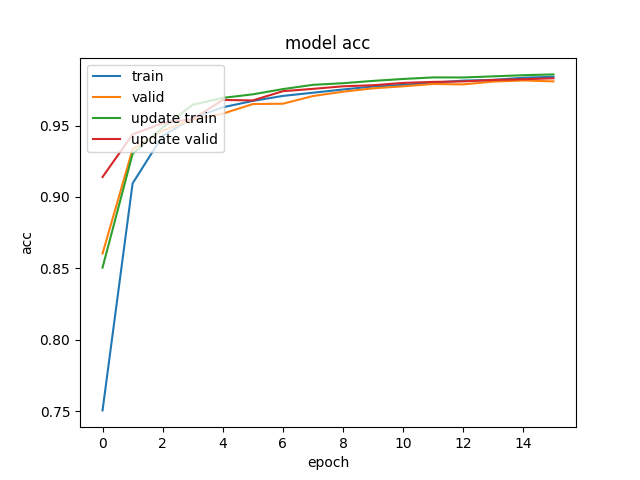 model acc
train
valid
update train
update valid
0.95
0.90
0.85
0.80
0.75
acc
0 2 4 6 8 10 12 14
epoch